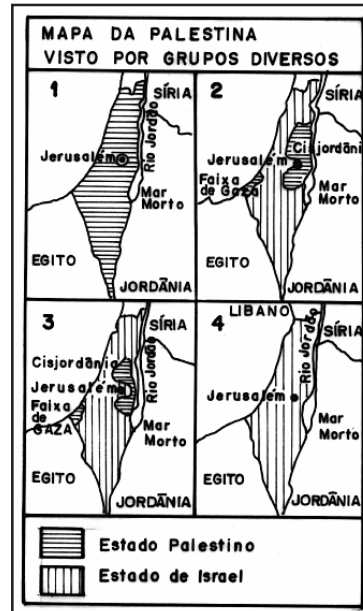 MAPA DA PALESTINA
VISTO POR GRUPOS DIVERSOS
1
SÍRIA
Jerusalém
Rio Jordão
Mar
Morto
EGITO
JORDÂNIA
2
SÍRIA
Cisjordâni
Jerusalém
Faixa
de Gaza
Mar
Morto
EGITO
JORDÂNIA
3
SÍRIA
Cisjordânia
Rio Jordão
Jerusalém
Faixa
de
GAZA
Mar
Morto
EGITO
JORDÂNIA
4
LIBANO
SÍRIA
Rio Jordão
Jerusalém
Mar
Morto
EGITO
JORDÂNIA
Estado Palestino
Estado de Israel